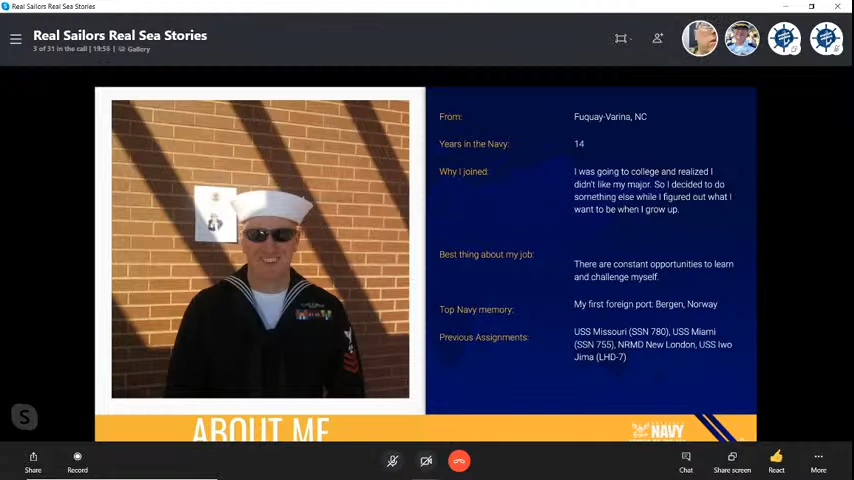 Real Sailors Real Sea Stories
Real Sailors Real Sea Stories
3 of 31 in the call | 19:56 | Gallery
From:
Fuquay-Varina, NC
Years in the Navy:
14
Why I joined:
I was going to college and realized I
didn't like my major. So I decided to do
something else while I figured out what I
want to be when I grow up.
Best thing about my job:
There are constant opportunities to learn
and challenge myself.
Top Navy memory:
My first foreign port: Bergen, Norway
Previous Assignments:
USS Missouri (SSN 780), USS Miami
(SSN 755), NRMD New London, USS Iwo
Jima (LHD-7)
ABOUT ME
NAVY
Share
Record
Chat
Share screen
React
More